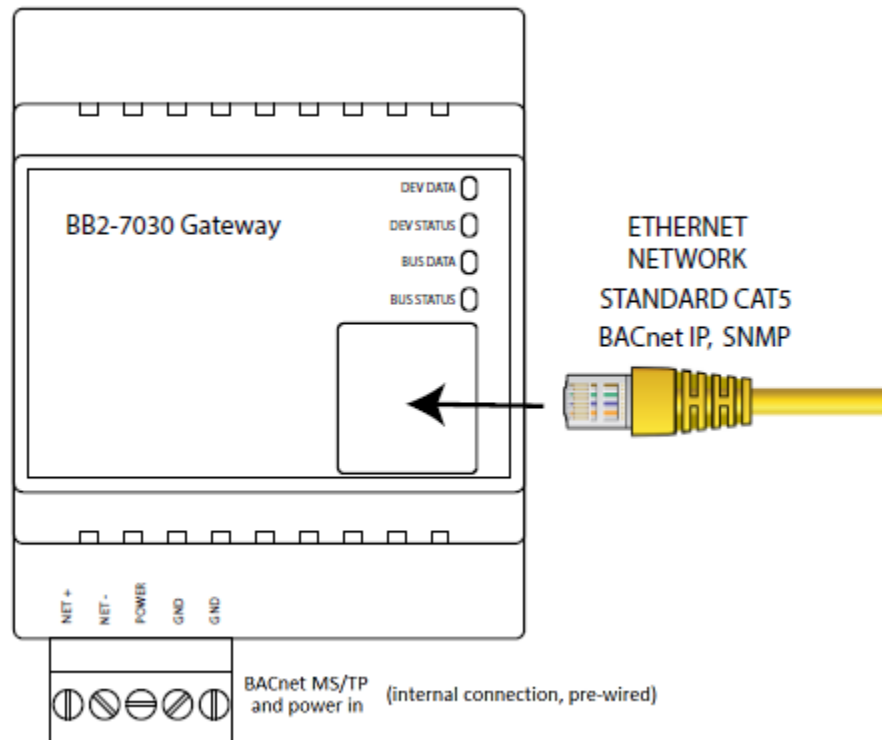 BB2-7030 Gateway
DEV DATA
DEV STATUS
BUS DATA
BUS STATUS
ETHERNET
NETWORK
STANDARD CAT5
BACnet IP, SNMP
NET +
NET -
POWER
GND
GND
BACnet MS/TP
and power in
(internal connection, pre-wired)